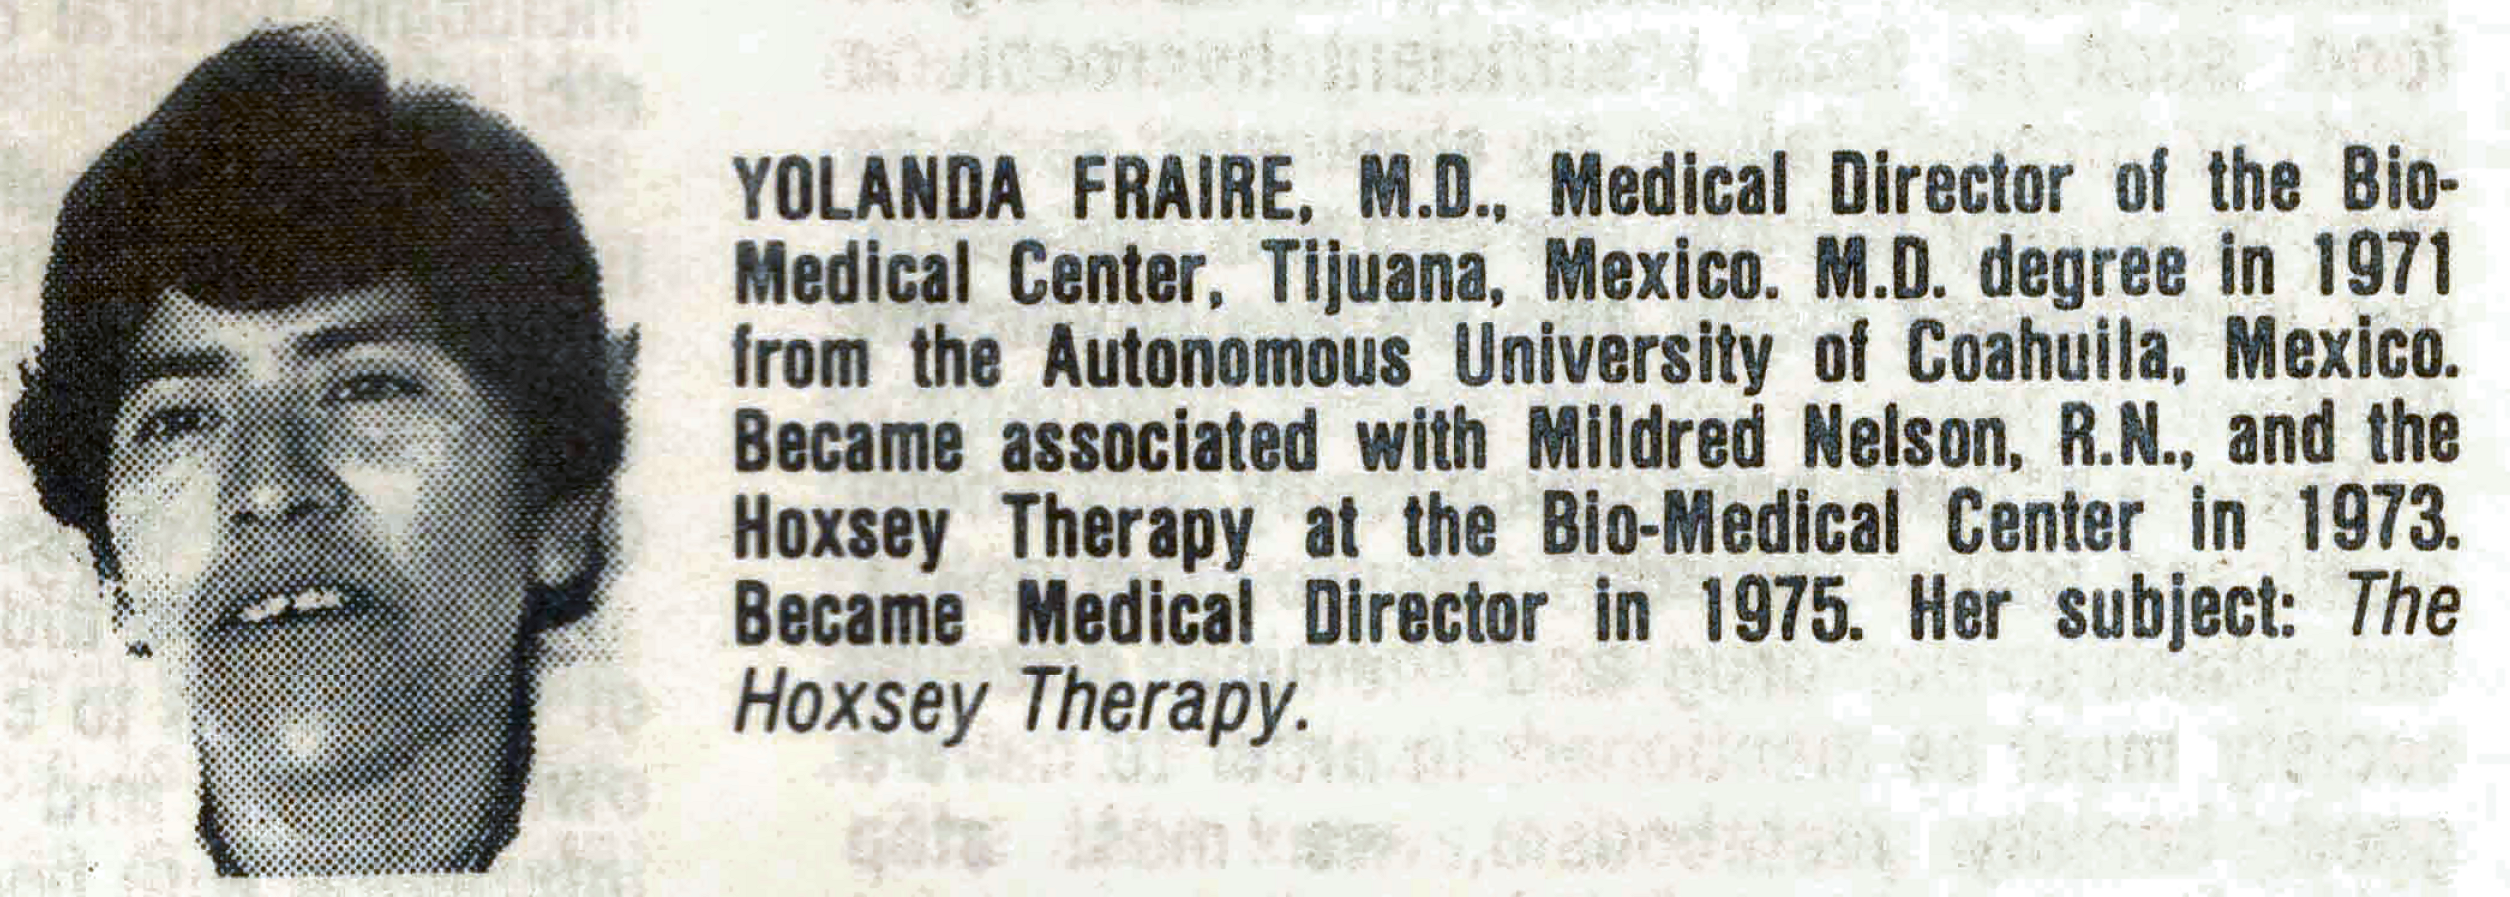 YOLANDA FRAIRE, M.D., Medical Director of the Bio-
Medical Center, Tijuana, Mexico. M.D. degree in 1971
from the Autonomous University of Coahuila, Mexico.
Became associated with Mildred Nelson, R.N., and the
Hoxsey Therapy at the Bio-Medical Center in 1973.
Became Medical Director in 1975. Her subject: The
Hoxsey Therapy.